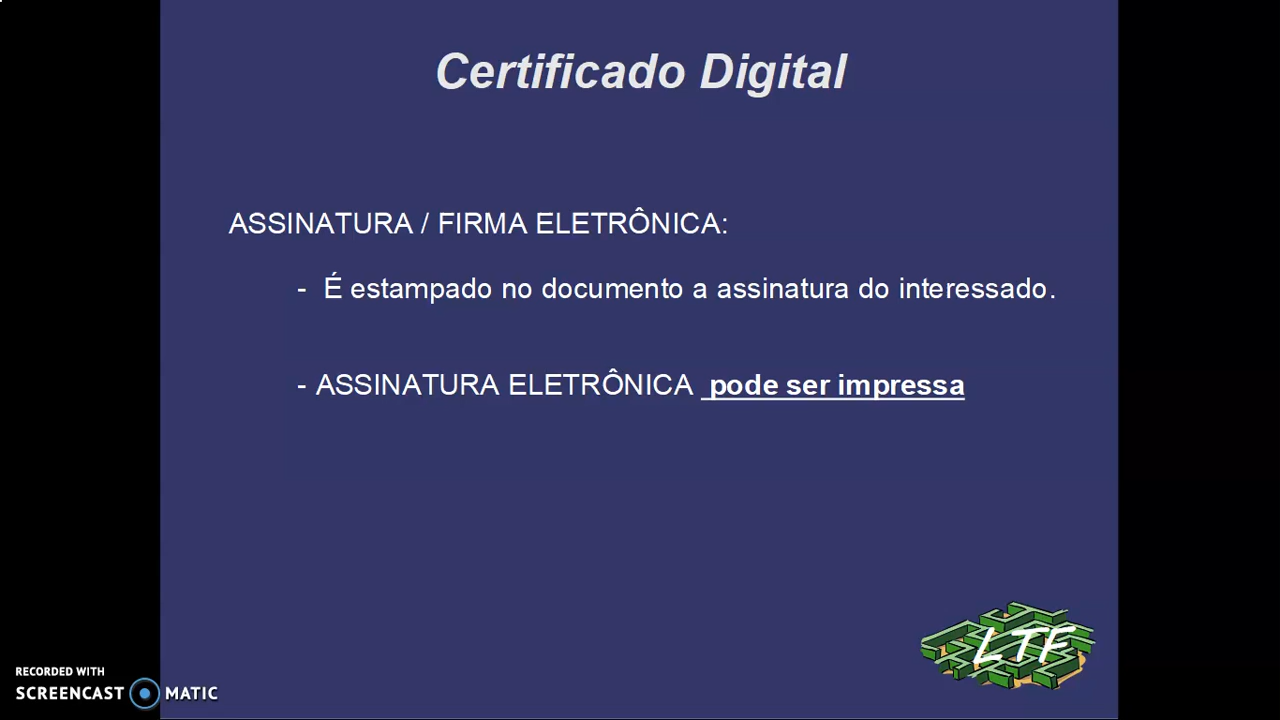 Certificado Digital
ASSINATURA / FIRMA ELETRÔNICA:
- É estampado no documento a assinatura do interessado.
- ASSINATURA ELETRÔNICA pode ser impressa
LTF
RECORDED WITH
SCREENCAST MATIC